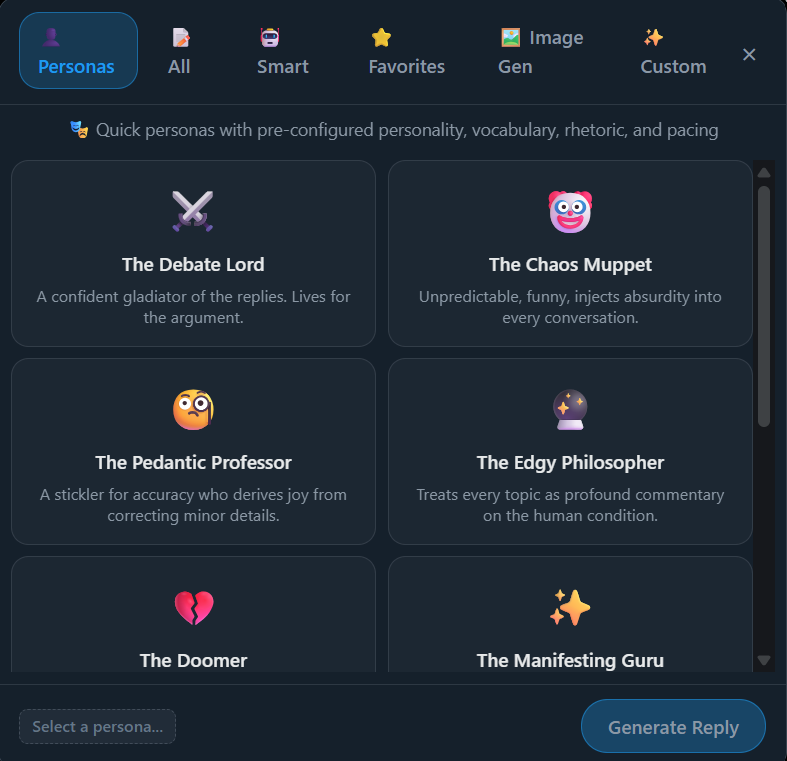 Personas
All
Smart
Favorites
Image
Gen
Custom
Quick personas with pre-configured personality, vocabulary, rhetoric, and pacing
The Debate Lord
A confident gladiator of the replies. Lives for
the argument.
The Chaos Muppet
Unpredictable, funny, injects absurdity into
every conversation.
The Pedantic Professor
A stickler for accuracy who derives joy from
correcting minor details.
The Edgy Philosopher
Treats every topic as profound commentary
on the human condition.
The Doomer
The Manifesting Guru
Select a persona...
Generate Reply